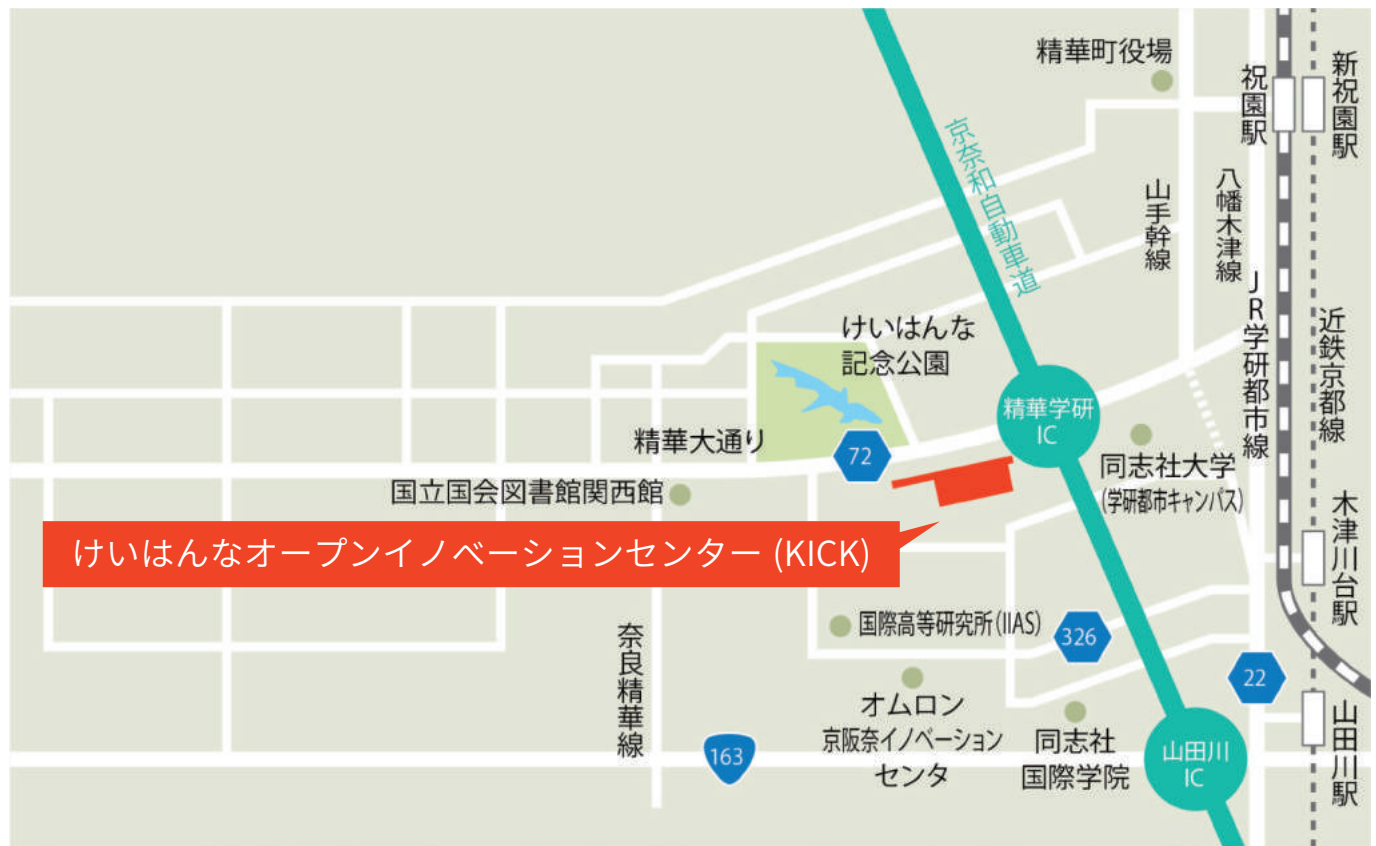 精華町役場
祝園駅
新祝園駅
京奈和自動車道
山手幹線
八幡木津線
JR学研都市線
近鉄京都線
けいはんな
記念公園
精華学研
IC
精華大通り
72
同志社大学
(学研都市キャンパス)
国立国会図書館関西館
木津川台駅
けいはんなオープンイノベーションセンター (KICK)
国際高等研究所(IIAS)
326
奈良精華線
22
オムロン
京阪奈イノベーション
センタ
同志社
国際学院
山田川
IC
山田川駅
163